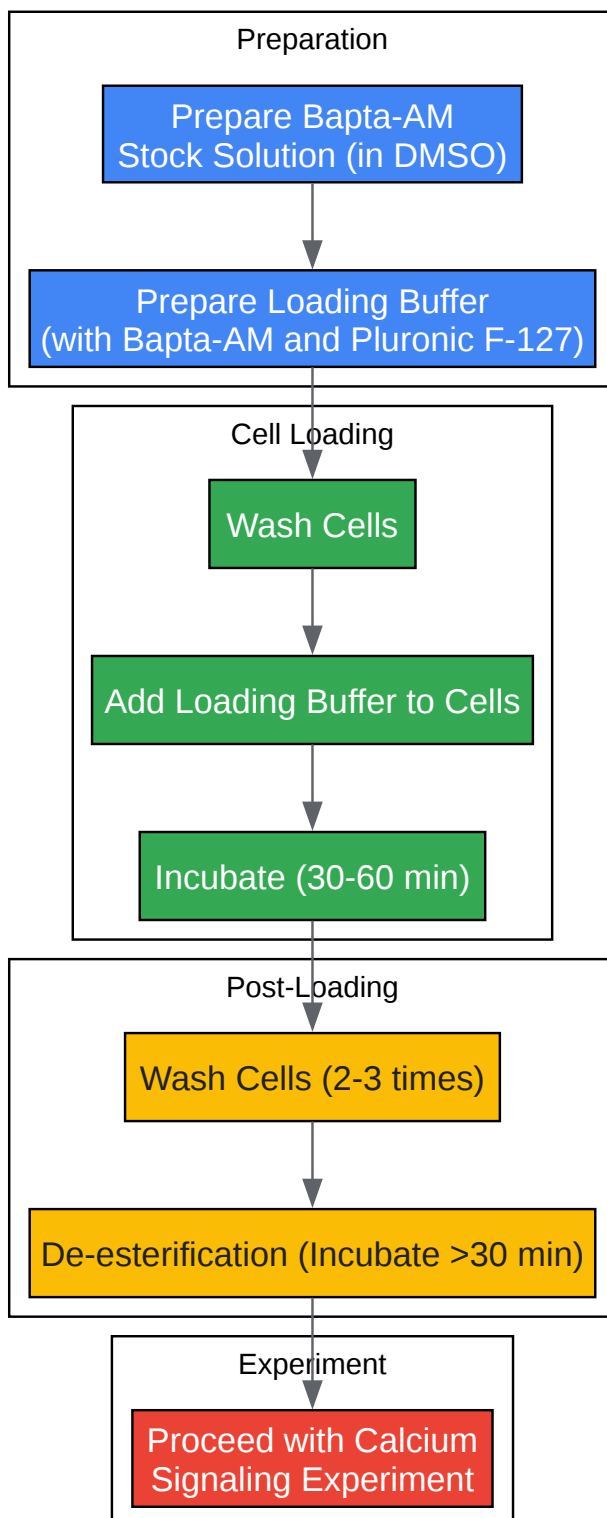 Preparation
Prepare Bapta-AM
Stock Solution (in DMSO)
Prepare Loading Buffer
(with Bapta-AM and Pluronic F-127)
Cell Loading
Wash Cells
Add Loading Buffer to Cells
Incubate (30-60 min)
Post-Loading
Wash Cells (2-3 times)
De-esterification (Incubate >30 min)
Experiment
Proceed with Calcium
Signaling Experiment